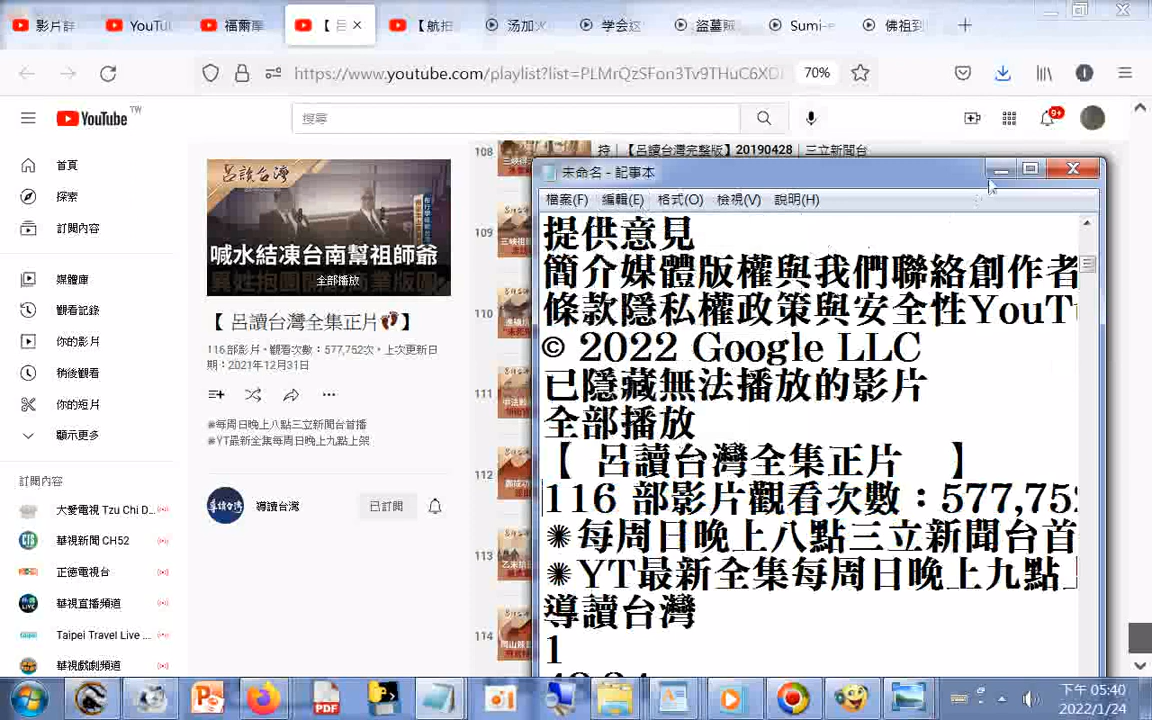 影片群
YouTu
福爾摩
【 呂
【航拍
汤加火
学会这
盗墓贼
Sumi-e
佛祖到
https://www.youtube.com/playlist?list=PLMrQzSFon3Tv9THuC6XD
70%
YouTube TW
搜尋
9+
首頁
探索
訂閱內容
媒體庫
觀看記錄
你的影片
稍後觀看
你的短片
顯示更多
訂閱內容
大愛電視 Tzu Chi D...
華視新聞 CH52
正德電視台
華視直播頻道
Taipei Travel Live ...
華視戲劇頻道
呂讀台灣
喊水結凍台南幫祖師爺
全部播放
【 呂讀台灣全集正片👣】
116部影片・觀看次數：577,752次・上次更新日
期：2021年12月31日
#每周日晚上八點三立新聞台首播
#YT最新全集每周日晚上九點上架
導讀台灣
已訂閱
108
持｜【呂讀台灣完整版】20190428｜三立新聞台
109
110
111
112
113
114
未命名 - 記事本
檔案(F) 編輯(E) 格式(O) 檢視(V) 說明(H)
提供意見
簡介媒體版權與我們聯絡創作者
條款隱私權政策與安全性YouTu
© 2022 Google LLC
已隱藏無法播放的影片
全部播放
【 呂讀台灣全集正片 】
116 部影片觀看次數：577,752
✺每周日晚上八點三立新聞台首
✺YT最新全集每周日晚上九點上
導讀台灣
1
下午 05:40
2022/1/24